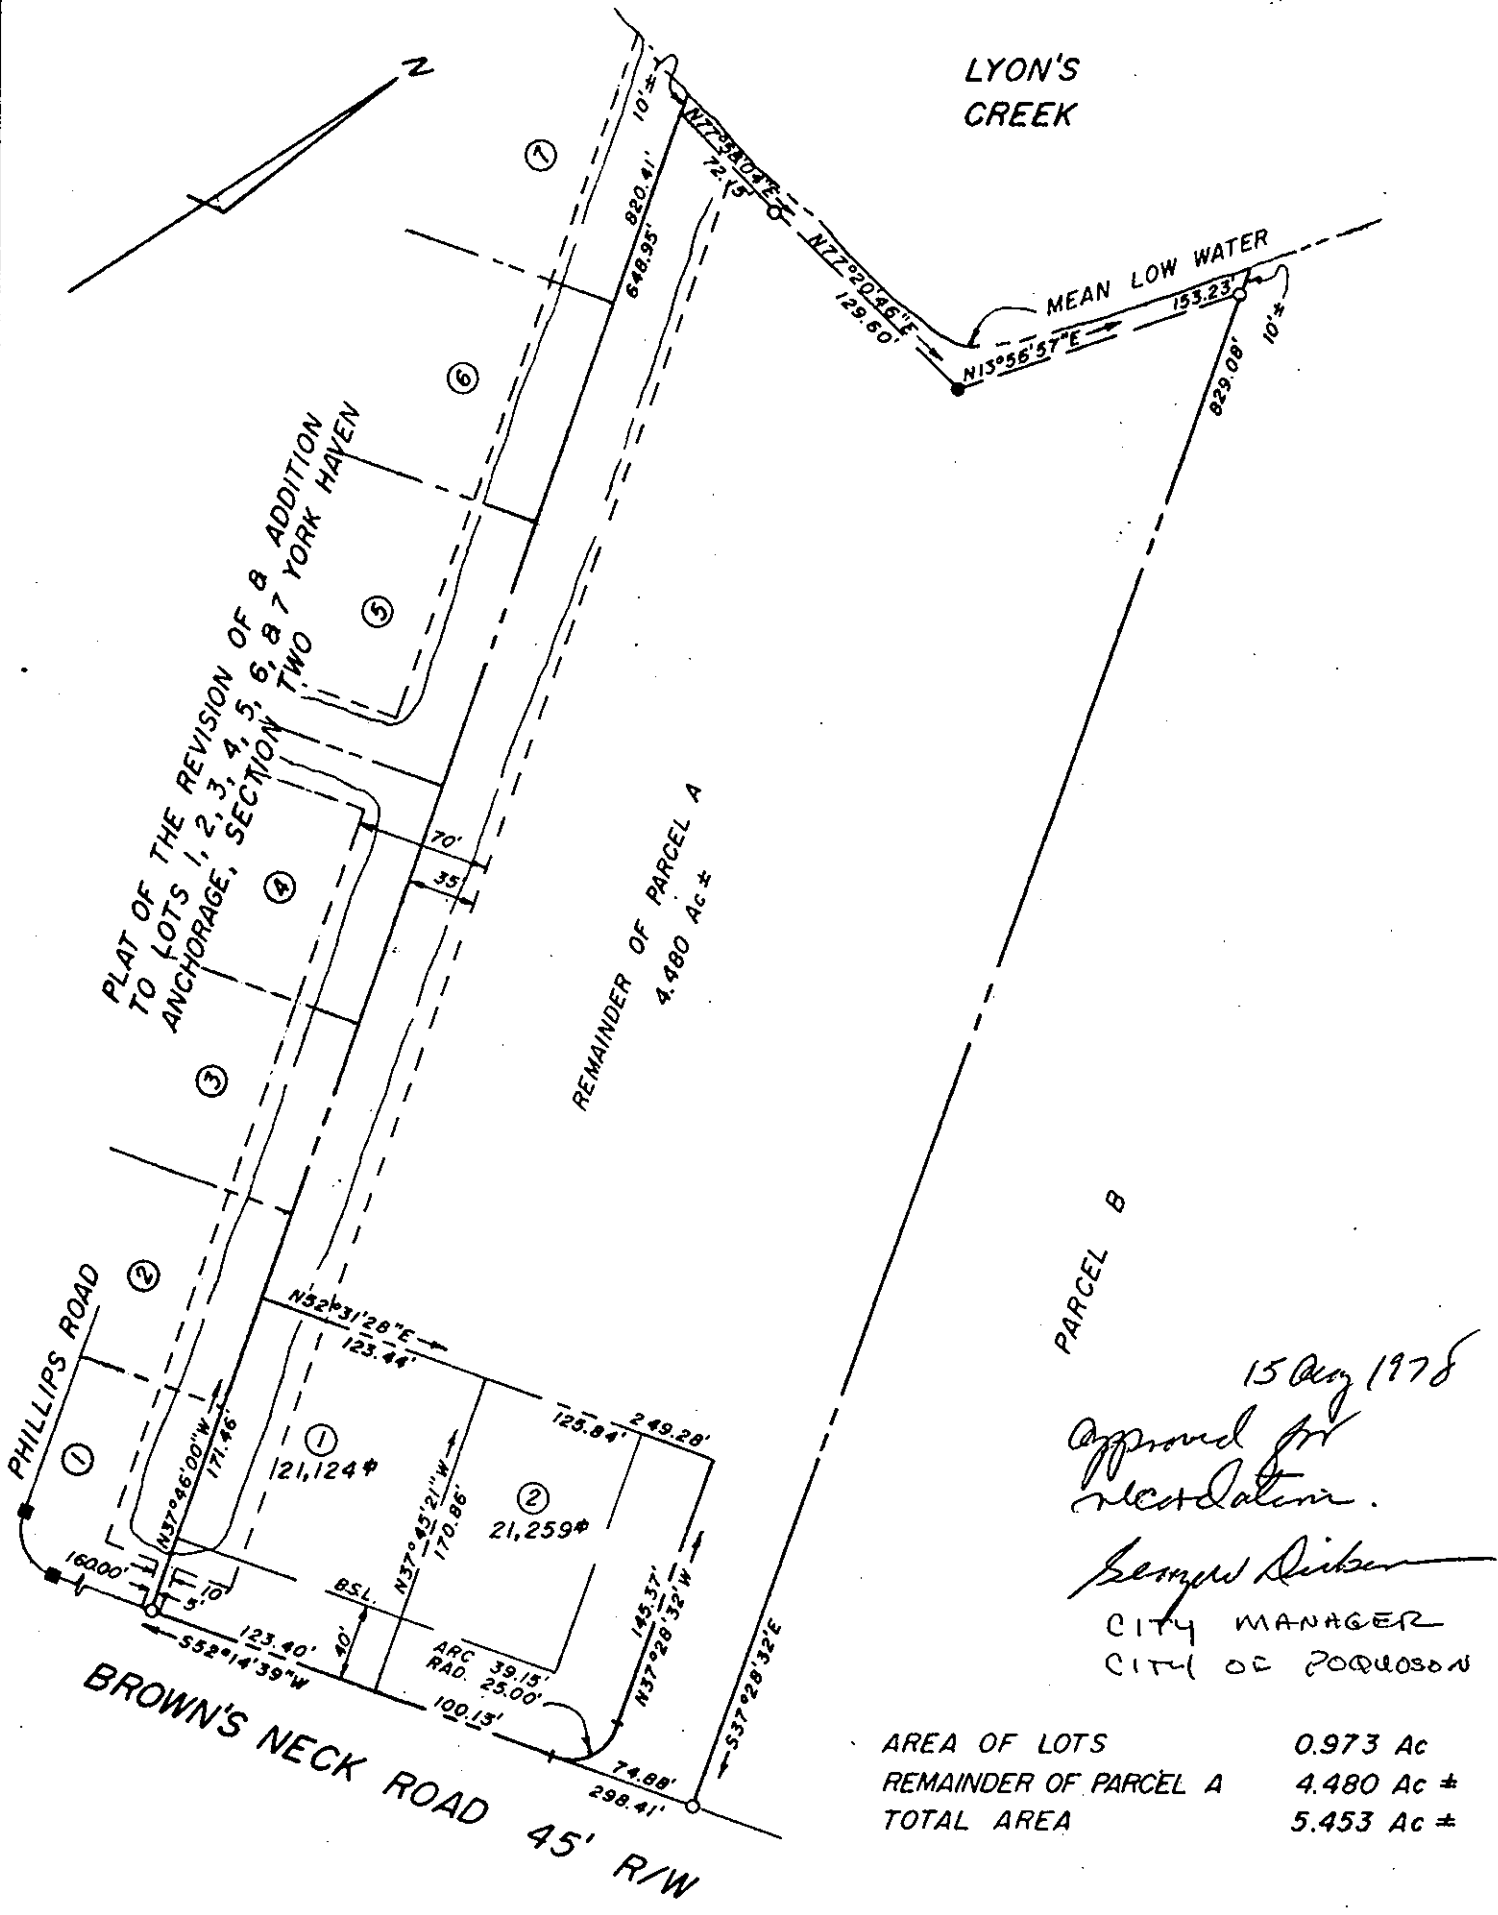 LYON'S
CREEK
N
10'±
N77°58'04"E
72.15'
820.41'
648.95'
7
N77°20'46"E
129.60'
MEAN LOW WATER
153.23'
N13°56'57"E
10'±
829.08'
6
5
PLAT OF THE REVISION OF & ADDITION
TO LOTS 1, 2, 3, 4, 5, 6, & 7 YORK HAVEN
ANCHORAGE, SECTION TWO
70'
35'
4
REMAINDER OF PARCEL A
4.480 Ac ±
3
PARCEL B
2
PHILLIPS ROAD
1
N52°31'28"E
123.44'
125.84'
249.28'
N37°46'00"W
171.46'
1
21,124
N37°45'21"W
170.86'
2
21,259
145.37'
N37°28'32"W
S37°28'32"E
160.00'
10'
5'
B.S.L.
40'
123.40'
S52°14'39"W
ARC 39.15'
RAD. 25.00'
100.13'
74.88'
298.41'
BROWN'S NECK ROAD 45' R/W
15 Aug 1978
Approved for
recordation.
CITY MANAGER
CITY OF POQUOSON
AREA OF LOTS 0.973 Ac
REMAINDER OF PARCEL A 4.480 Ac ±
TOTAL AREA 5.453 Ac ±